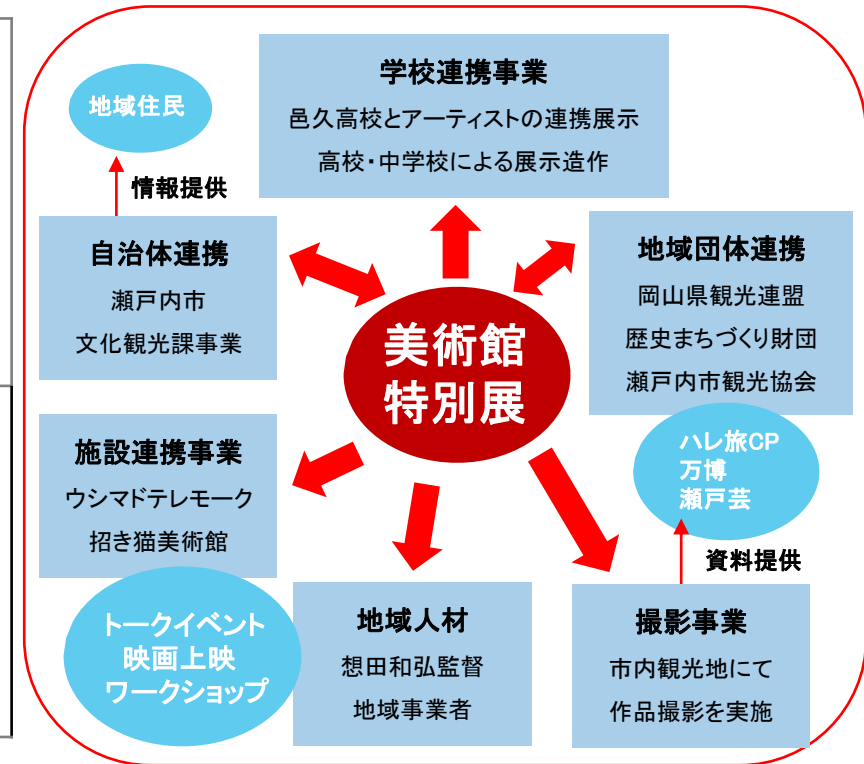 学校連携事業
邑久高校とアーティストの連携展示
高校・中学校による展示造作
地域住民
情報提供
自治体連携
瀬戸内市
文化観光課事業
地域団体連携
岡山県観光連盟
歴史まちづくり財団
瀬戸内市観光協会
美術館
特別展
施設連携事業
ウシマドテレモーク
招き猫美術館
ハレ旅CP
万博
瀬戸芸
資料提供
トークイベント
映画上映
ワークショップ
地域人材
想田和弘監督
地域事業者
撮影事業
市内観光地にて
作品撮影を実施